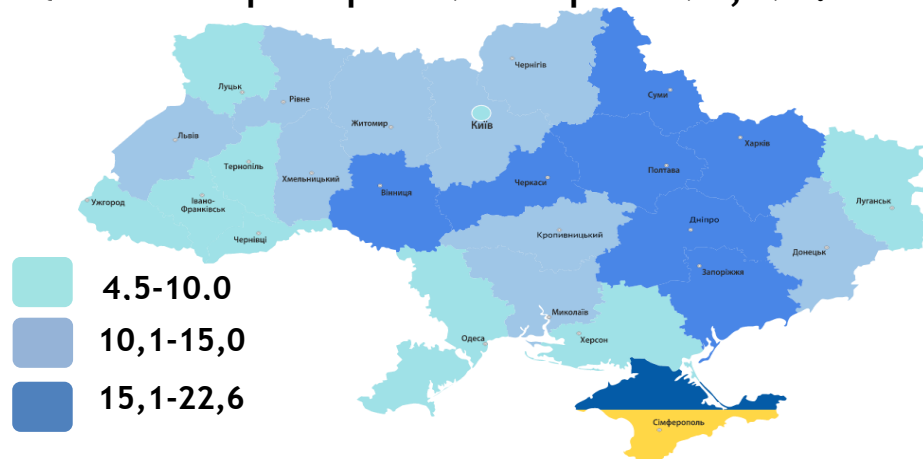 Чернігів
Луцьк
Суми
Рівне
Київ
Житомир
Львів
Харків
Тернопіль
Полтава
Хмельницький
Вінниця
Черкаси
Ужгород
Івано-
Франківськ
Луганськ
Дніпро
Чернівці
Кропивницький
Донецьк
Запоріжжя
4,5-10,0
Миколаїв
10,1-15,0
Одеса
Херсон
15,1-22,6
Сімферополь